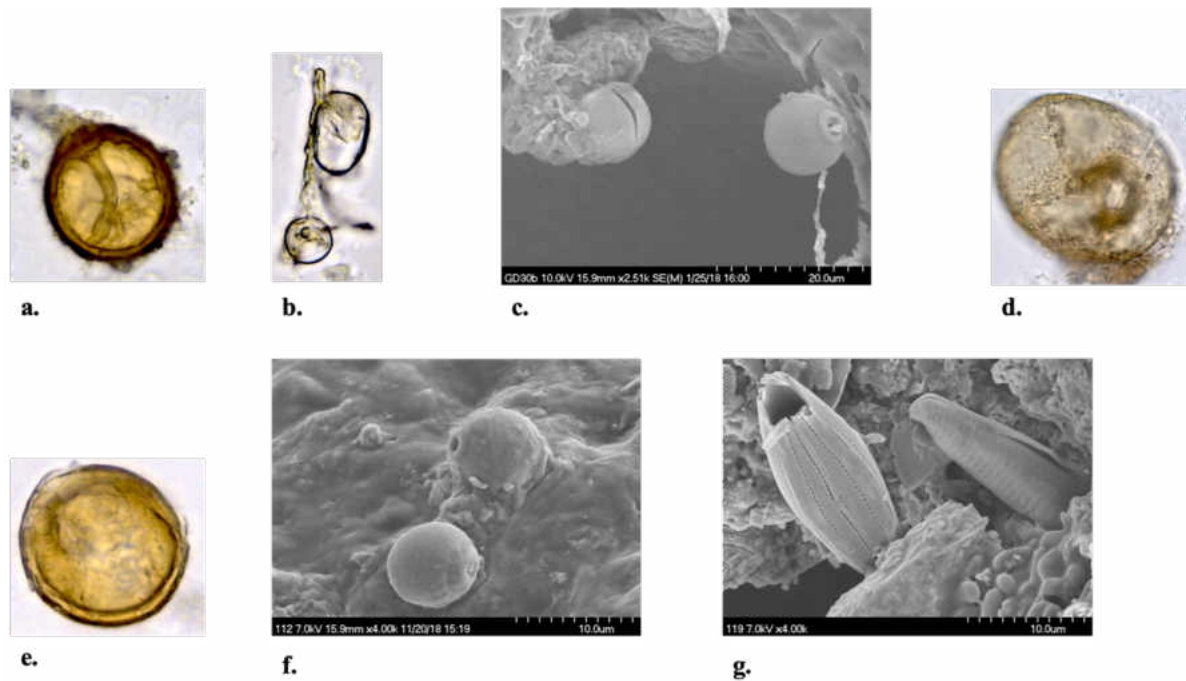 GD30b 10.0kV 15.9mm x2.51k SE(M) 1/25/18 16:00
20.0um
a.
b.
c.
d.
112 7.0kV 15.9mm x4.00k 11/20/18 15:19
10.0um
119 7.0kV x4.00k
10.0um
e.
f.
g.